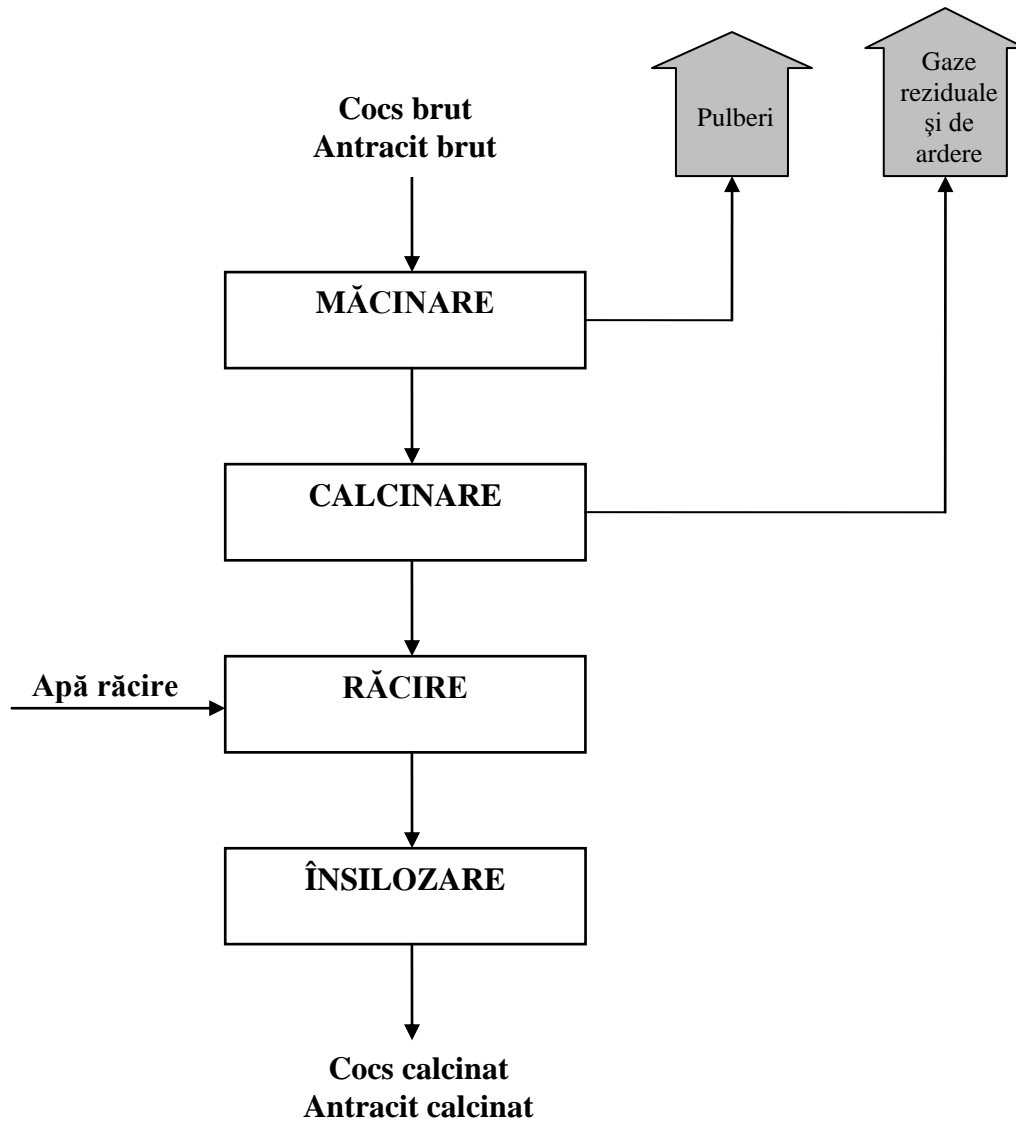 Cocs brut
Antracit brut
Pulberi
Gaze
reziduale
şi de
ardere
MĂCINARE
CALCINARE
Apă răcire
RĂCIRE
ÎNSILOZARE
Cocs calcinat
Antracit calcinat